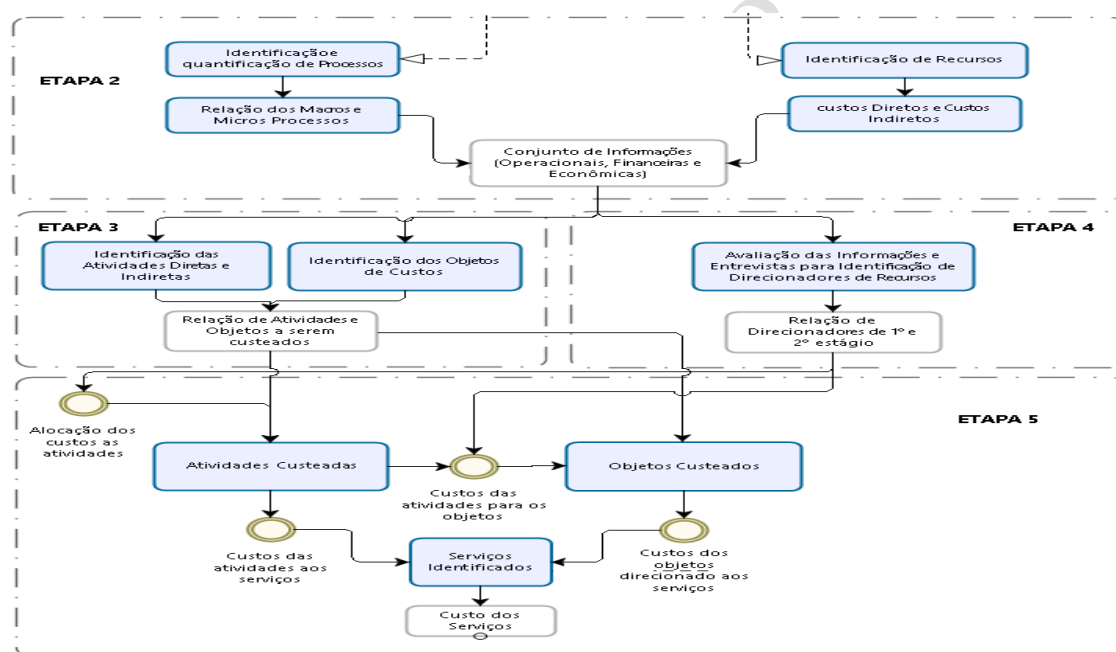 ETAPA 2
Identificaçãoe
quantificação de Processos
Identificação de Recursos
Relação dos Macros e
Micros Processos
custos Diretos e Custos
Indiretos
Conjunto de Informações
(Operacionais, Financeiras e
Econômicas)
ETAPA 3
Identificação das
Atividades Diretas e
Indiretas
Identificação dos Objetos
de Custos
ETAPA 4
Avaliação das Informações e
Entrevistas para Identificação de
Direcionadores de Recursos
Relação de Atividades e
Objetos a serem
custeados
Relação de
Direcionadores de 1º e
2º estágio
ETAPA 5
Alocação dos
custos as
atividades
Atividades Custeadas
Custos das
atividades para os
objetos
Objetos Custeados
Custos das
atividades aos
serviços
Serviços
Identificados
Custos dos
objetos
direcionado aos
serviços
Custo dos
Serviços